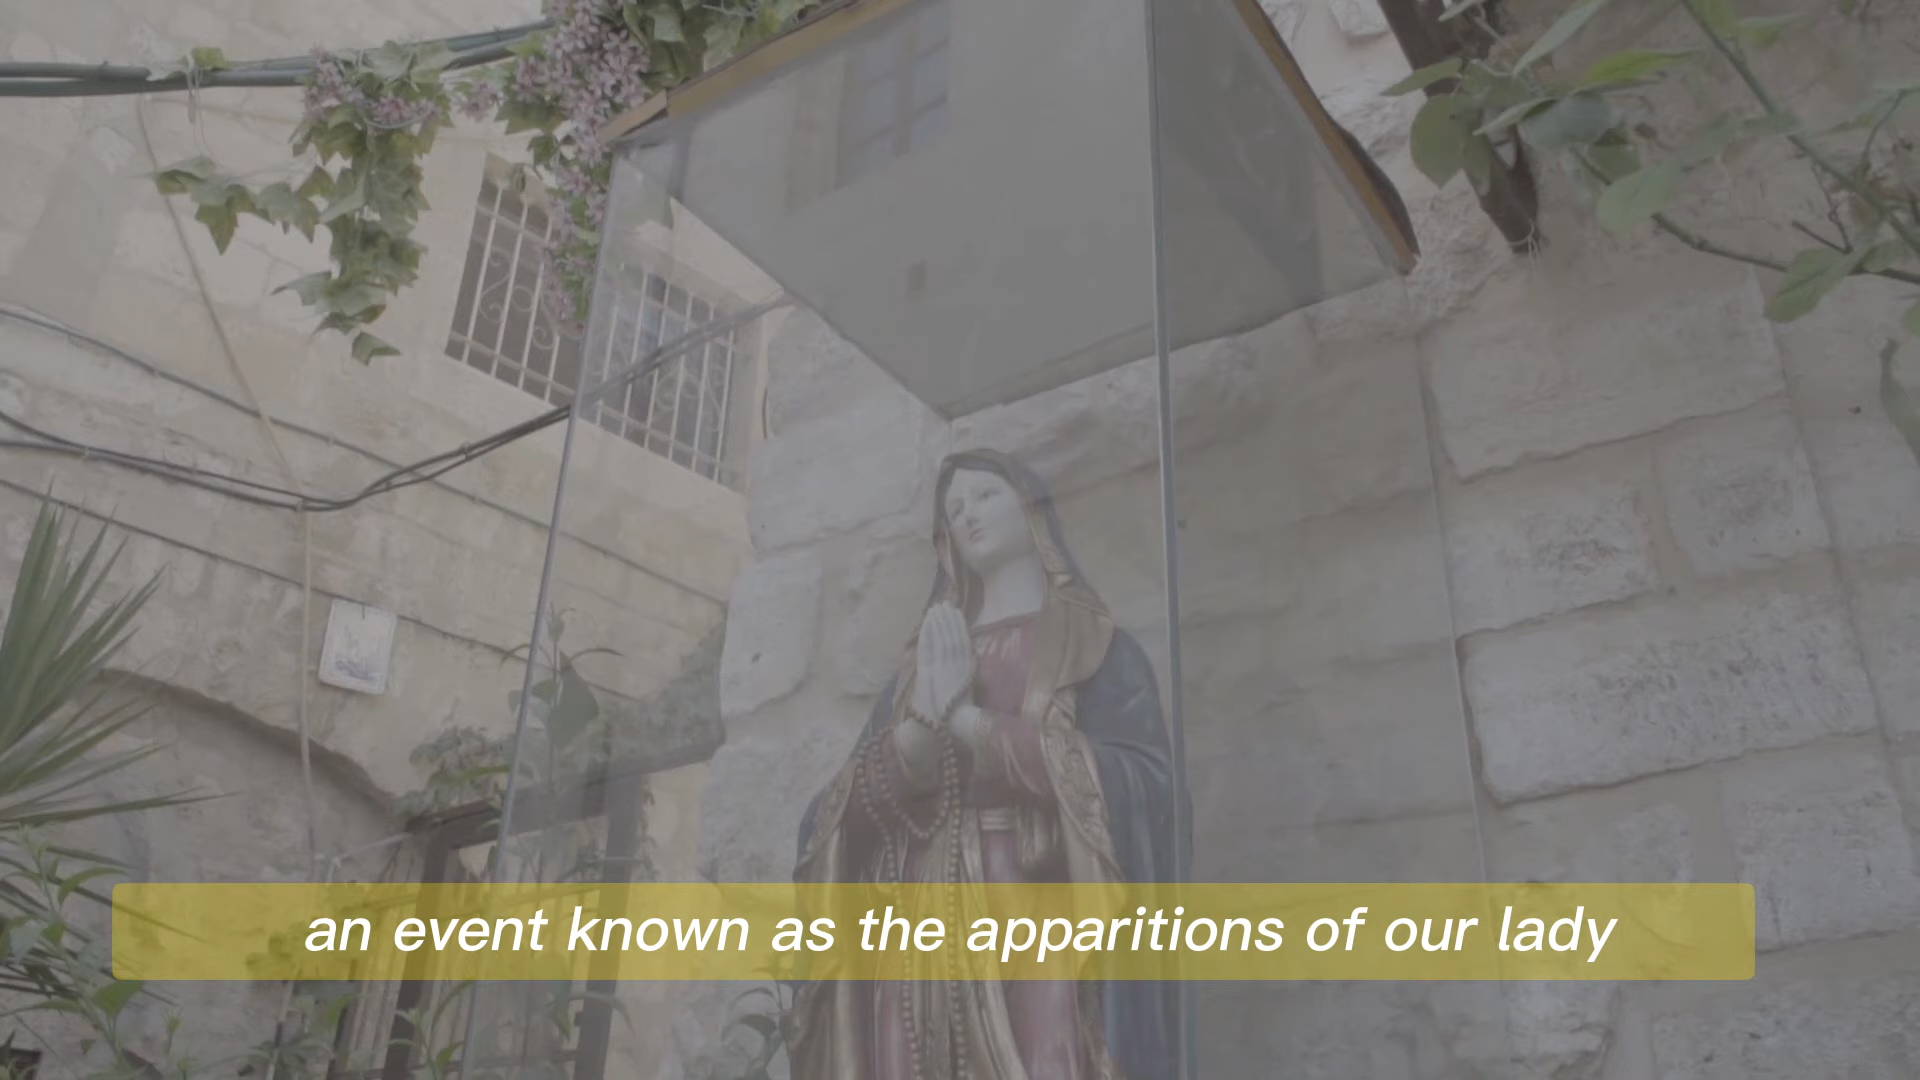 an event known as the apparitions of our lady